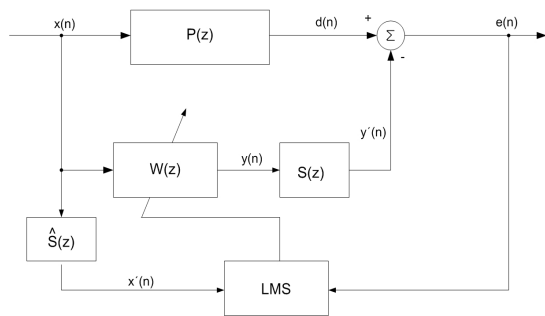 x(n)
P(z)
d(n)
+
Σ
-
e(n)
y´(n)
W(z)
y(n)
S(z)
^
S(z)
x´(n)
LMS